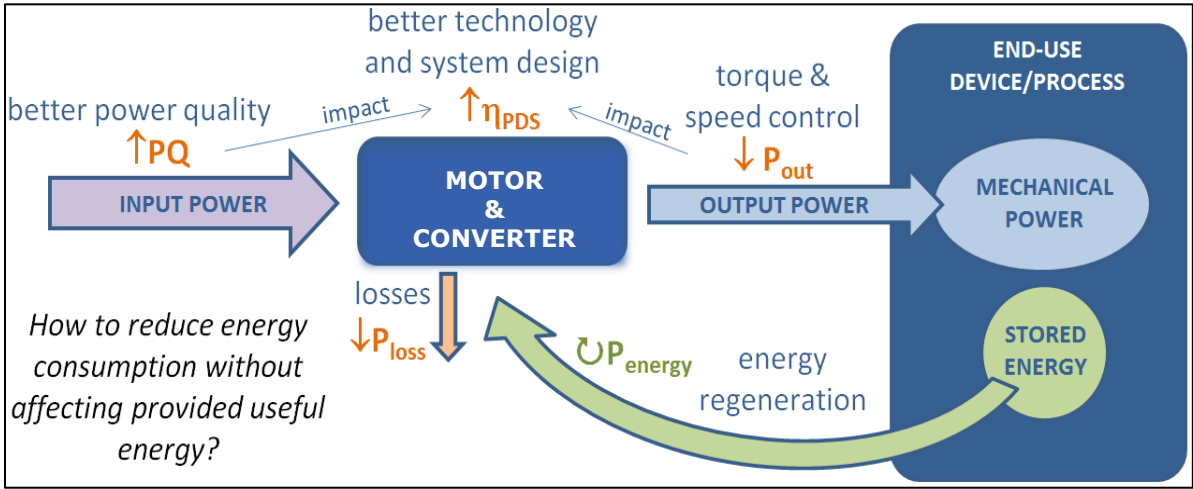 better technology
and system design
↑ηPDS
better power quality
↑PQ
impact
impact
torque &
speed control
↓ Pout
END-USE
DEVICE/PROCESS
INPUT POWER
MOTOR
&
CONVERTER
OUTPUT POWER
MECHANICAL
POWER
losses
↓Ploss
How to reduce energy
consumption without
affecting provided useful
energy?
↻Penergy
energy
regeneration
STORED
ENERGY